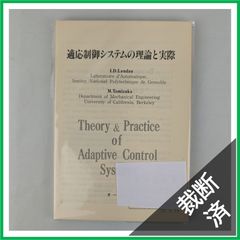 適応制御システムの理論と実際
I.D.Landau
Laboratoire d'Automatique,
Institut National Polytechnique de Grenoble
M.Tomizuka
Department of Mechanical Engineering
University of California, Berkeley
Theory & Practice
of
Adaptive Control
Sys
裁断
済